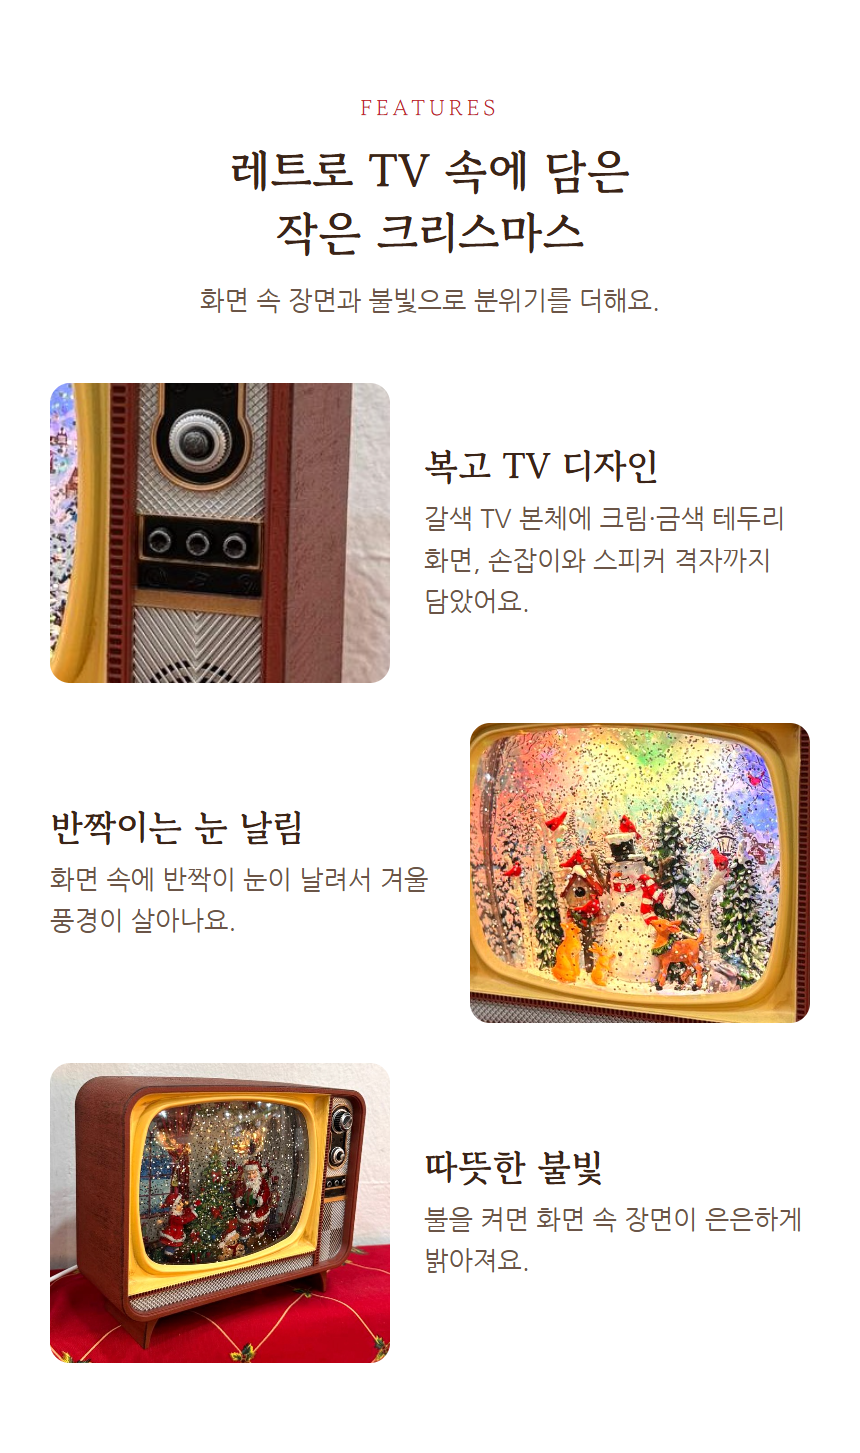 FEATURES
레트로 TV 속에 담은
작은 크리스마스
화면 속 장면과 불빛으로 분위기를 더해요.
복고 TV 디자인
갈색 TV 본체에 크림·금색 테두리
화면, 손잡이와 스피커 격자까지
담았어요.
반짝이는 눈 날림
화면 속에 반짝이 눈이 날려서 겨울
풍경이 살아나요.
따뜻한 불빛
불을 켜면 화면 속 장면이 은은하게
밝아져요.